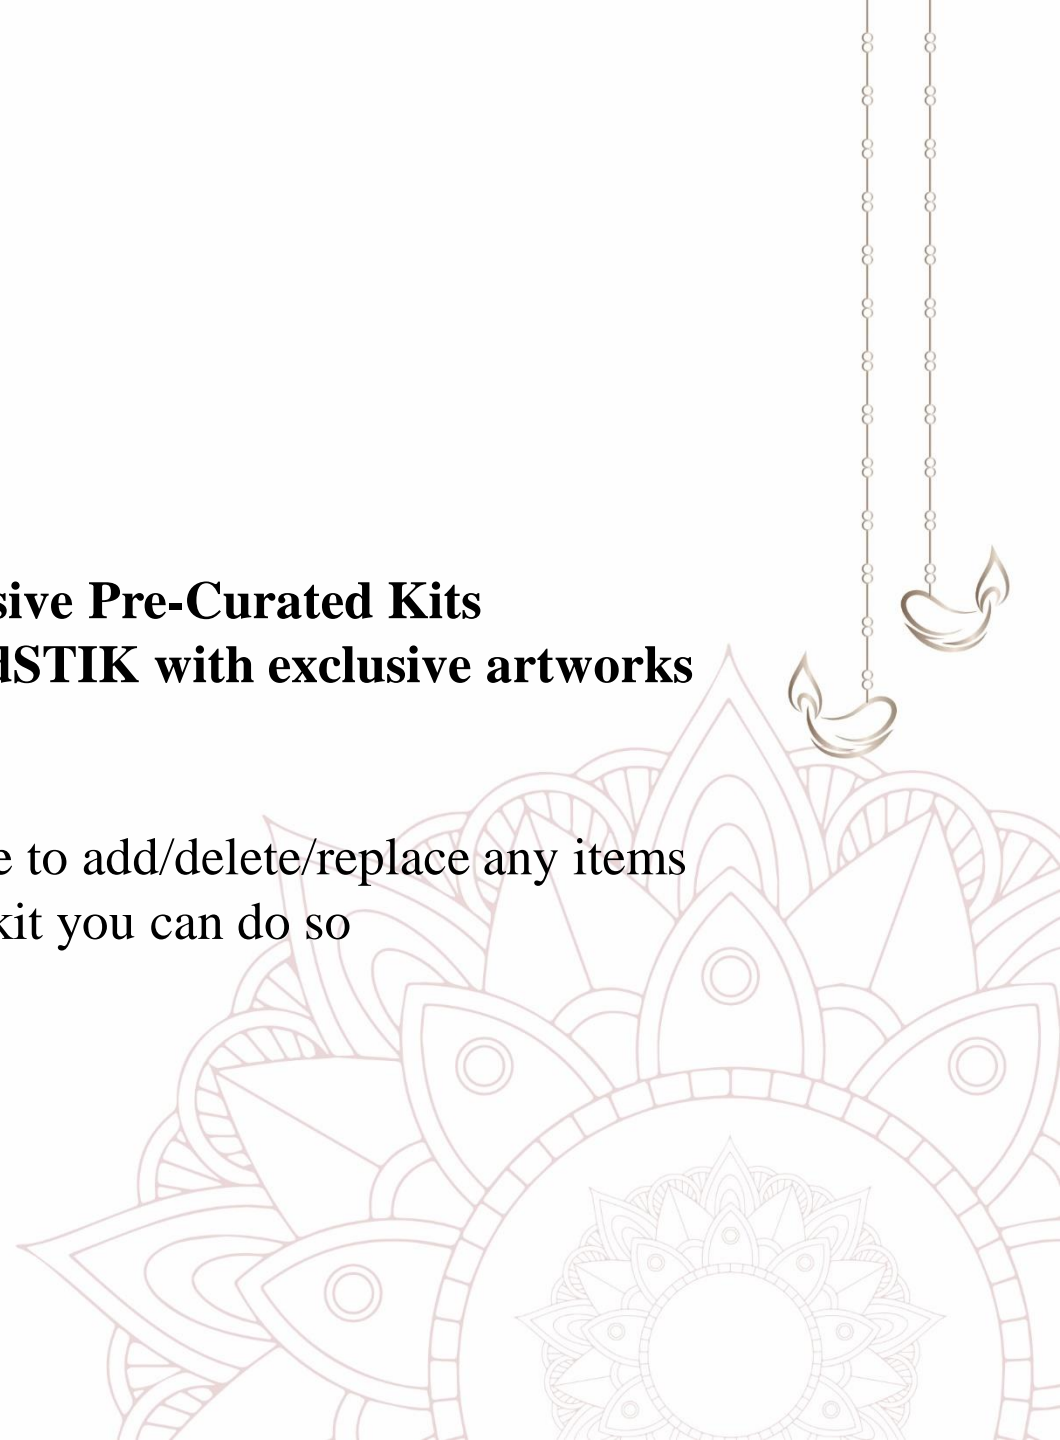 sive Pre-Curated Kits
dSTIK with exclusive artworks
e to add/delete/replace any items
kit you can do so